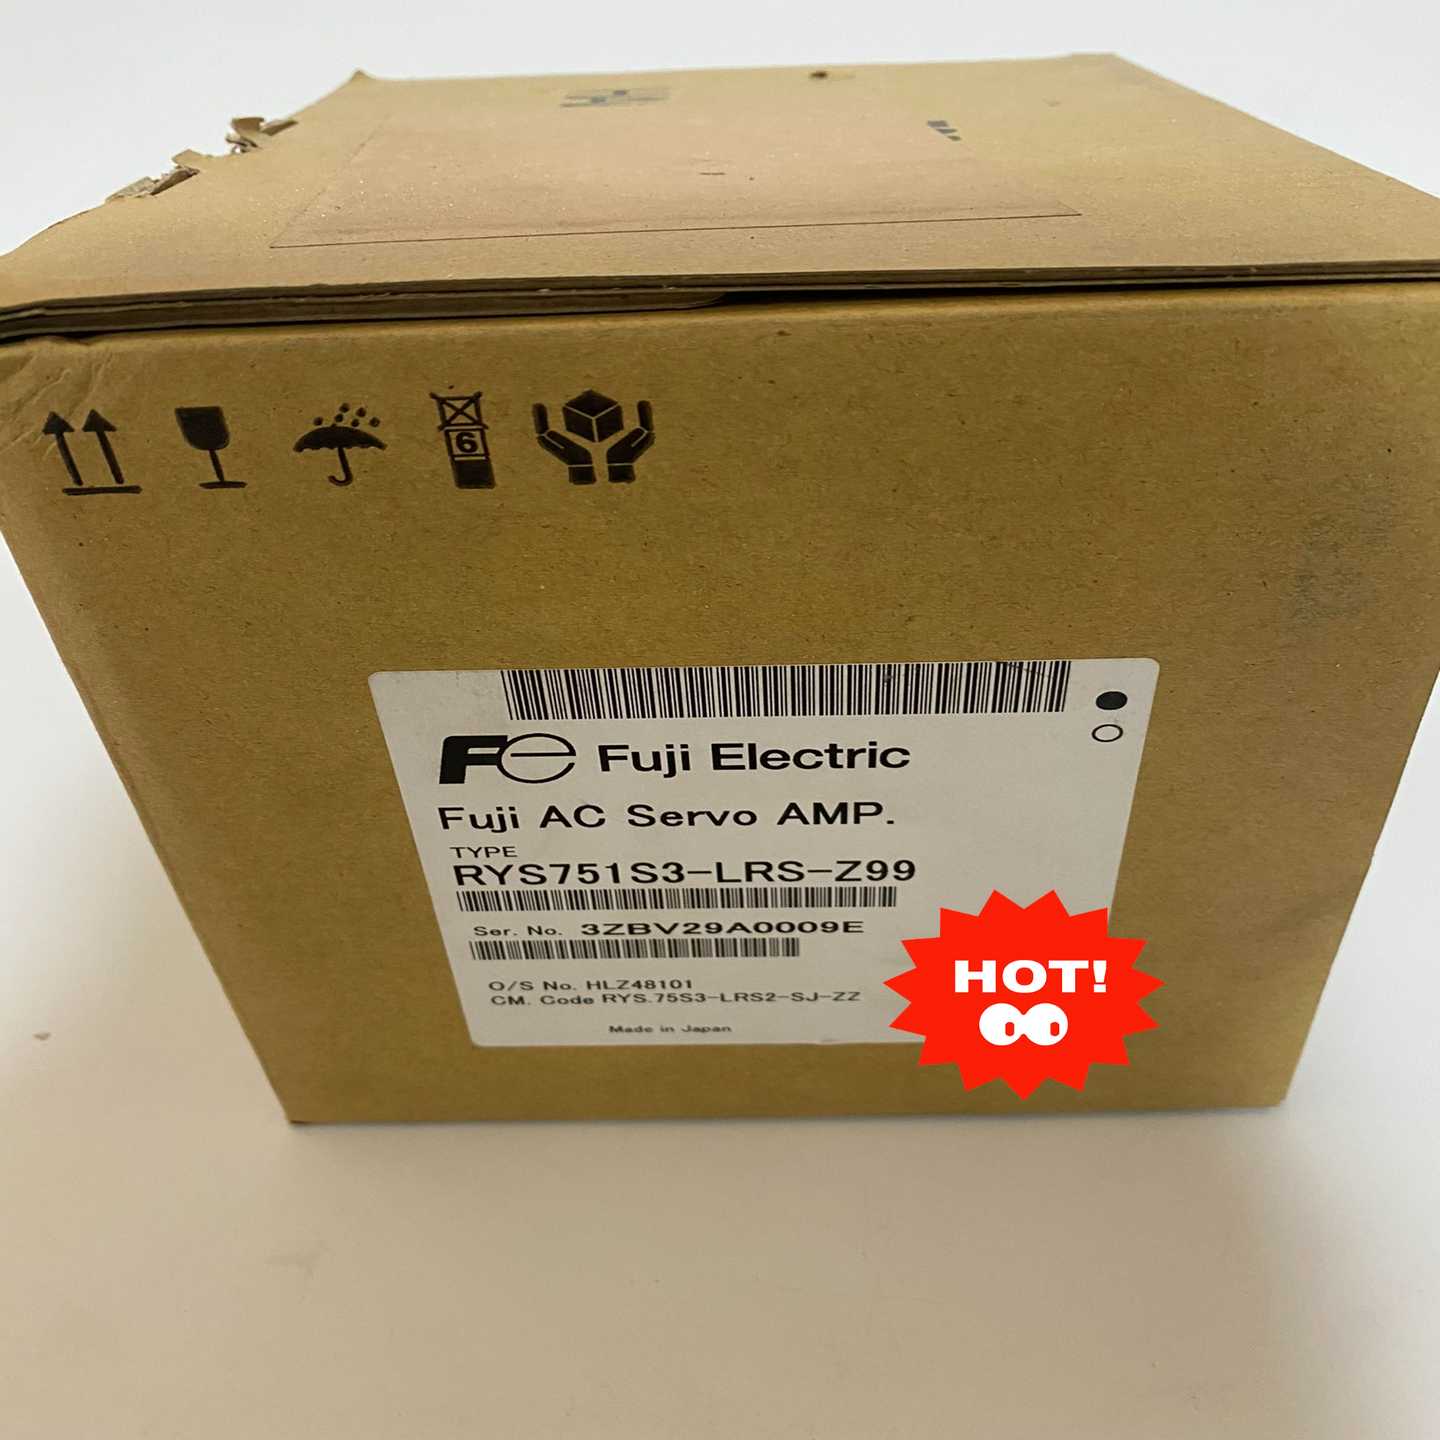 6
Fe Fuji Electric
Fuji AC Servo AMP.
TYPE
RYS751S3-LRS-Z99
Ser. No. 3ZBV29A0009E
O/S No. HLZ48101
CM. Code RYS.75S3-LRS2-SJ-ZZ
Made in Japan
HOT!